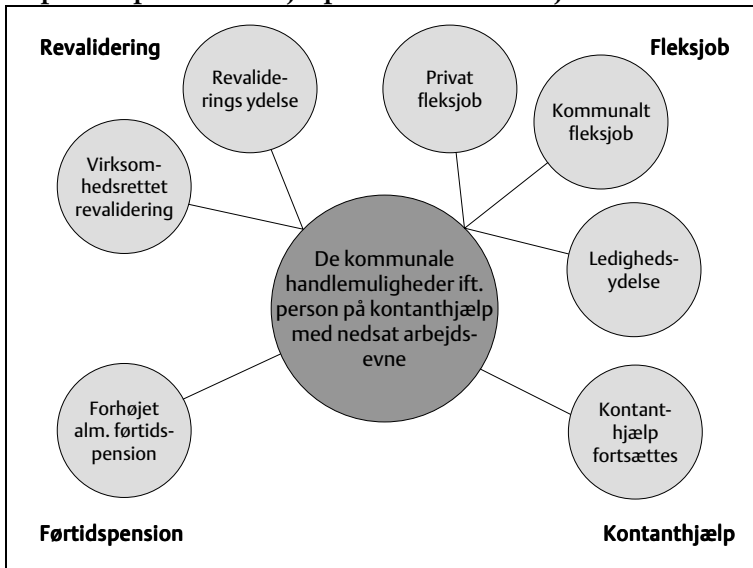 Revalidering
Fleksjob
Revalide-
rings ydelse
Privat
fleksjob
Kommunalt
fleksjob
Virksom-
hedsrettet
revalidering
De kommunale
handlemuligheder ift.
person på kontanthjælp
med nedsat arbejds-
evne
Ledigheds-
ydelse
Forhøjet
alm. førtids-
pension
Kontant-
hjælp
fortsættes
Førtidspension
Kontanthjælp